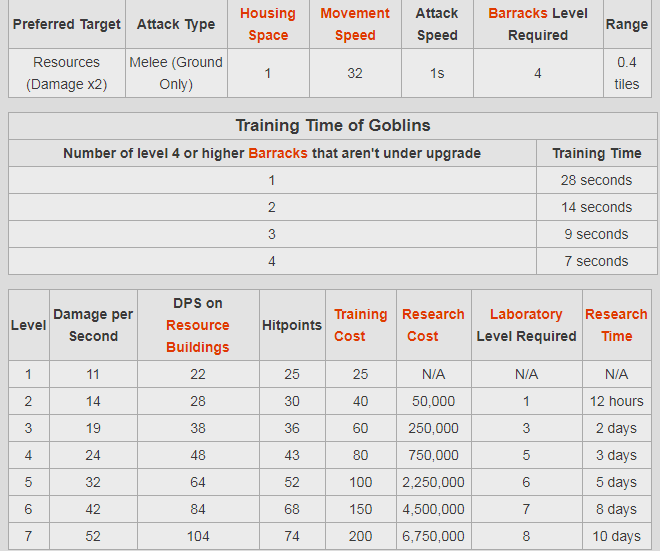 Preferred Target Attack Type Housing Space Movement Speed Attack Speed Barracks Level Required Range
Resources (Damage x2) Melee (Ground Only) 1 32 1s 4 0.4 tiles
Training Time of Goblins
Number of level 4 or higher Barracks that aren't under upgrade Training Time
1 28 seconds
2 14 seconds
3 9 seconds
4 7 seconds
Level Damage per Second DPS on Resource Buildings Hitpoints Training Cost Research Cost Laboratory Level Required Research Time
1 11 22 25 25 N/A N/A N/A
2 14 28 30 40 50,000 1 12 hours
3 19 38 36 60 250,000 3 2 days
4 24 48 43 80 750,000 5 3 days
5 32 64 52 100 2,250,000 6 5 days
6 42 84 68 150 4,500,000 7 8 days
7 52 104 74 200 6,750,000 8 10 days